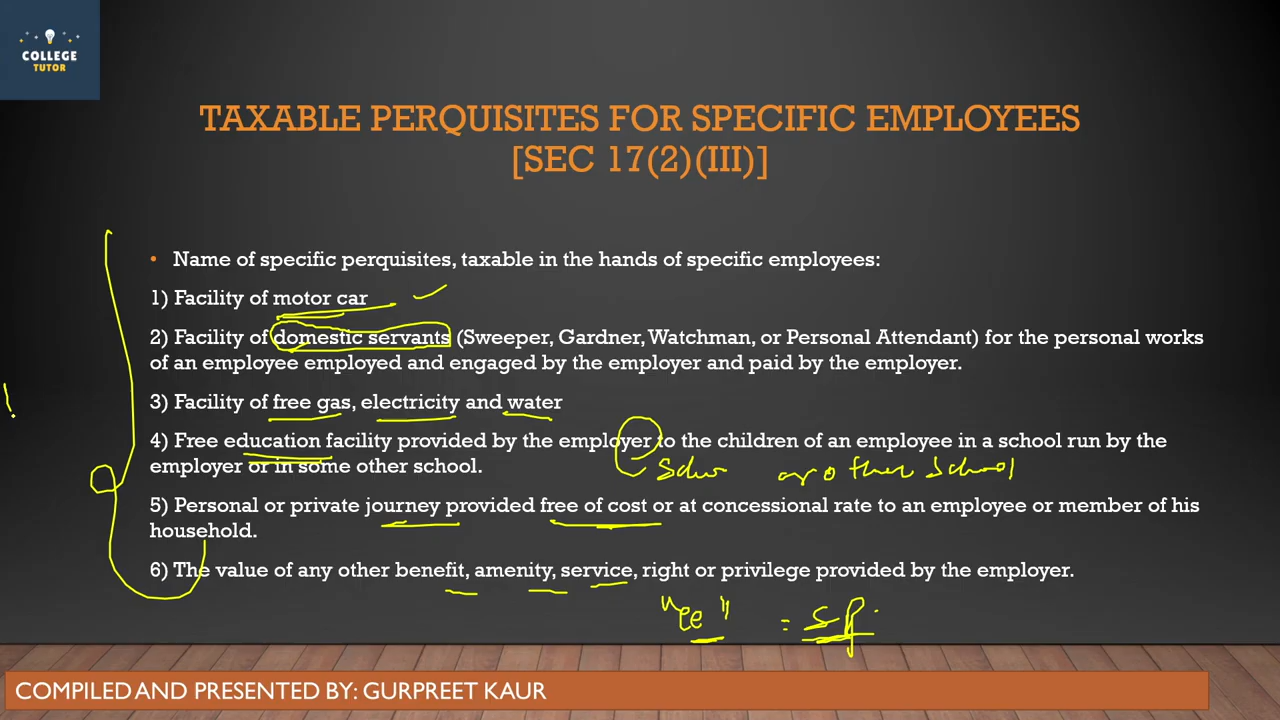 COLLEGE
TUTOR
TAXABLE PERQUISITES FOR SPECIFIC EMPLOYEES
[SEC 17(2)(III)]
• Name of specific perquisites, taxable in the hands of specific employees:
1) Facility of motor car
2) Facility of domestic servants (Sweeper, Gardner, Watchman, or Personal Attendant) for the personal works
of an employee employed and engaged by the employer and paid by the employer.
3) Facility of free gas, electricity and water
4) Free education facility provided by the employer to the children of an employee in a school run by the
employer or in some other school.
other school
5) Personal or private journey provided free of cost or at concessional rate to an employee or member of his
household.
6) The value of any other benefit, amenity, service, right or privilege provided by the employer.
"ee" = sp.
COMPILED AND PRESENTED BY: GURPREET KAUR